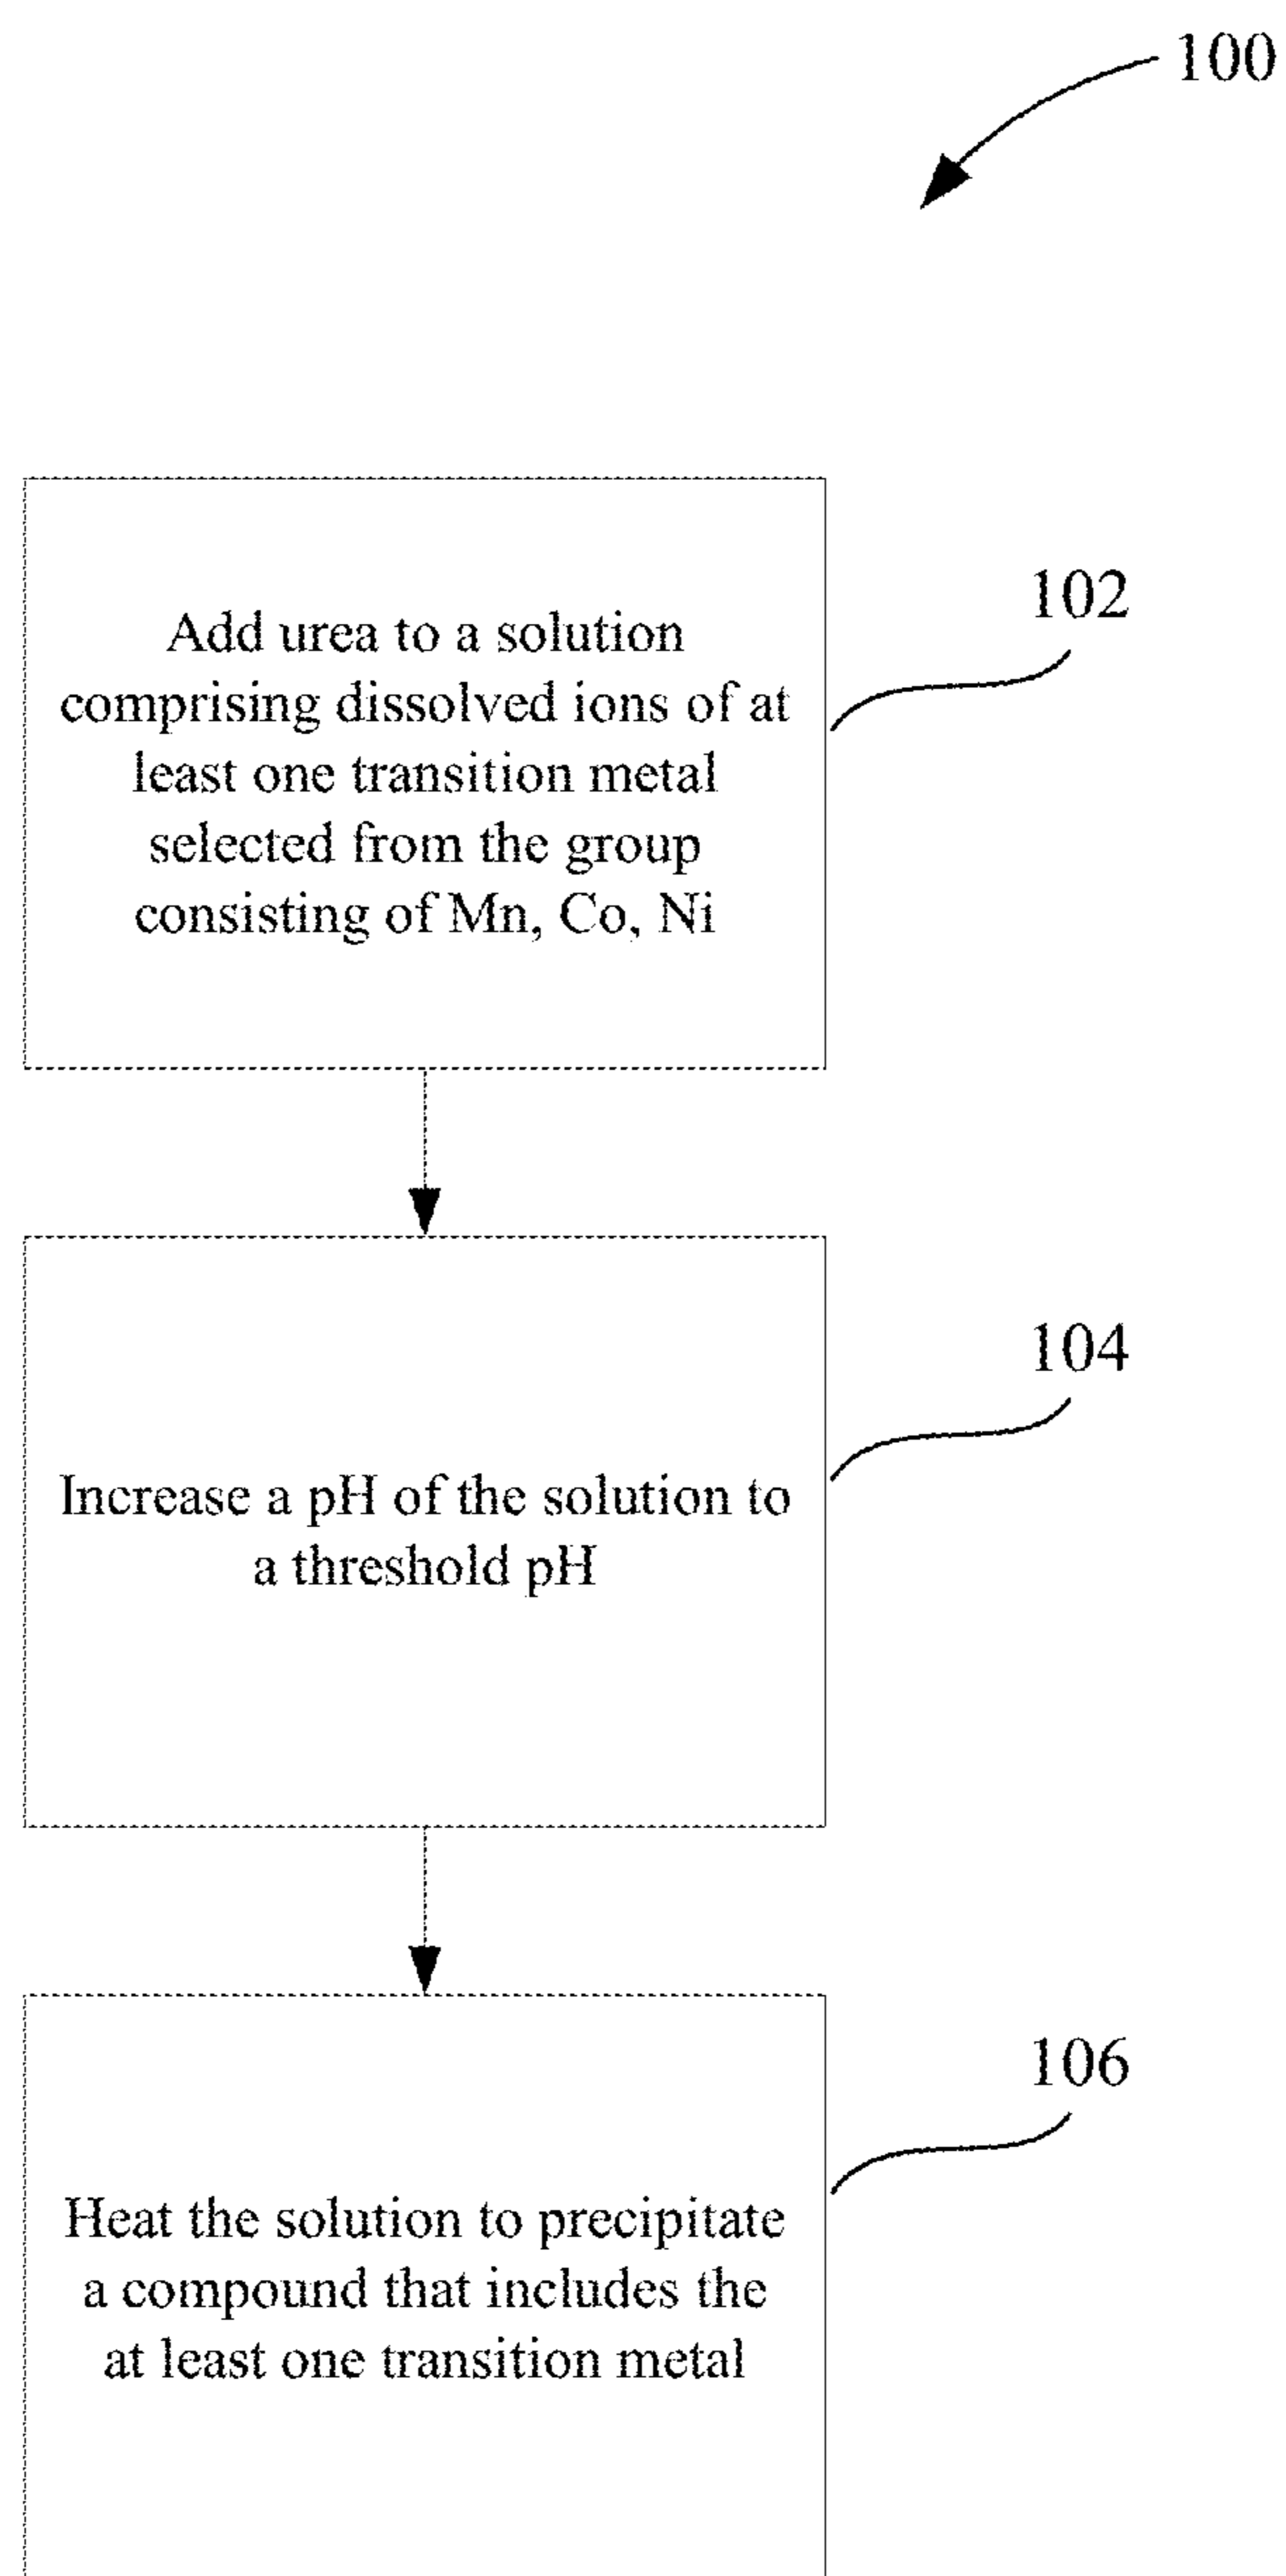 100
Add urea to a solution
comprising dissolved ions of at
least one transition metal
selected from the group
consisting of Mn, Co, Ni
102
Increase a pH of the solution to
a threshold pH
104
Heat the solution to precipitate
a compound that includes the
at least one transition metal
106